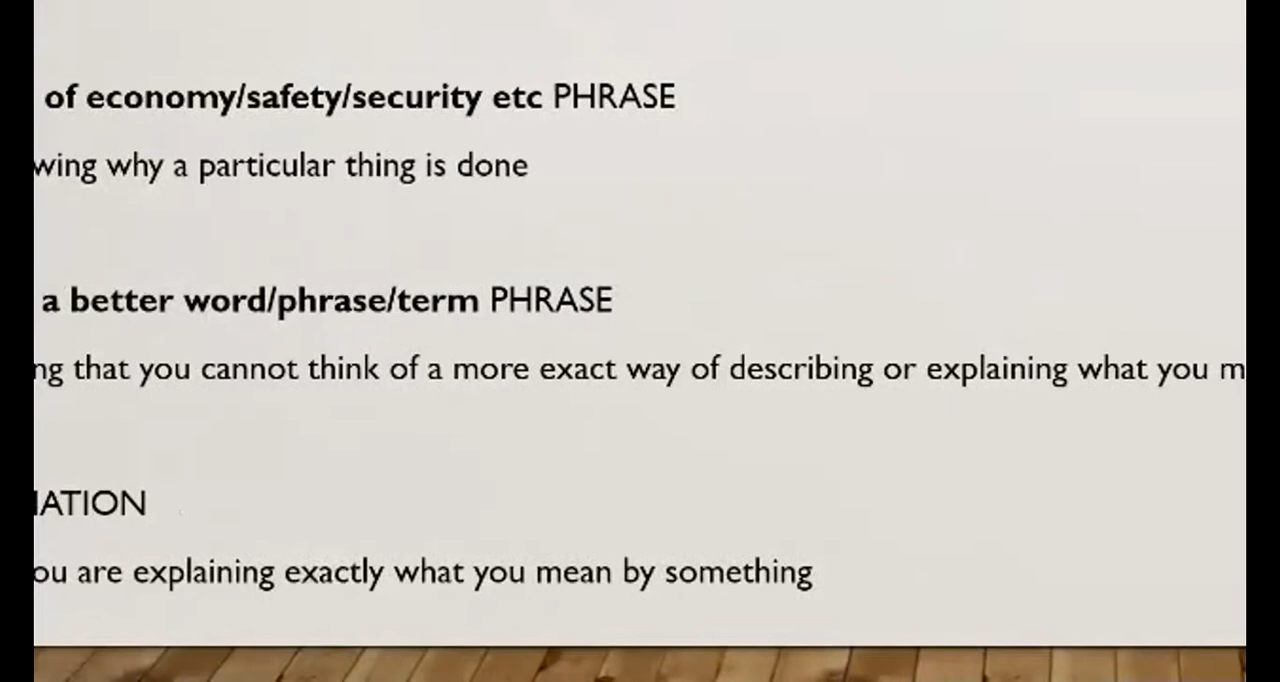 of economy/safety/security etc PHRASE
wing why a particular thing is done
a better word/phrase/term PHRASE
ng that you cannot think of a more exact way of describing or explaining what you m
IATION
ou are explaining exactly what you mean by something